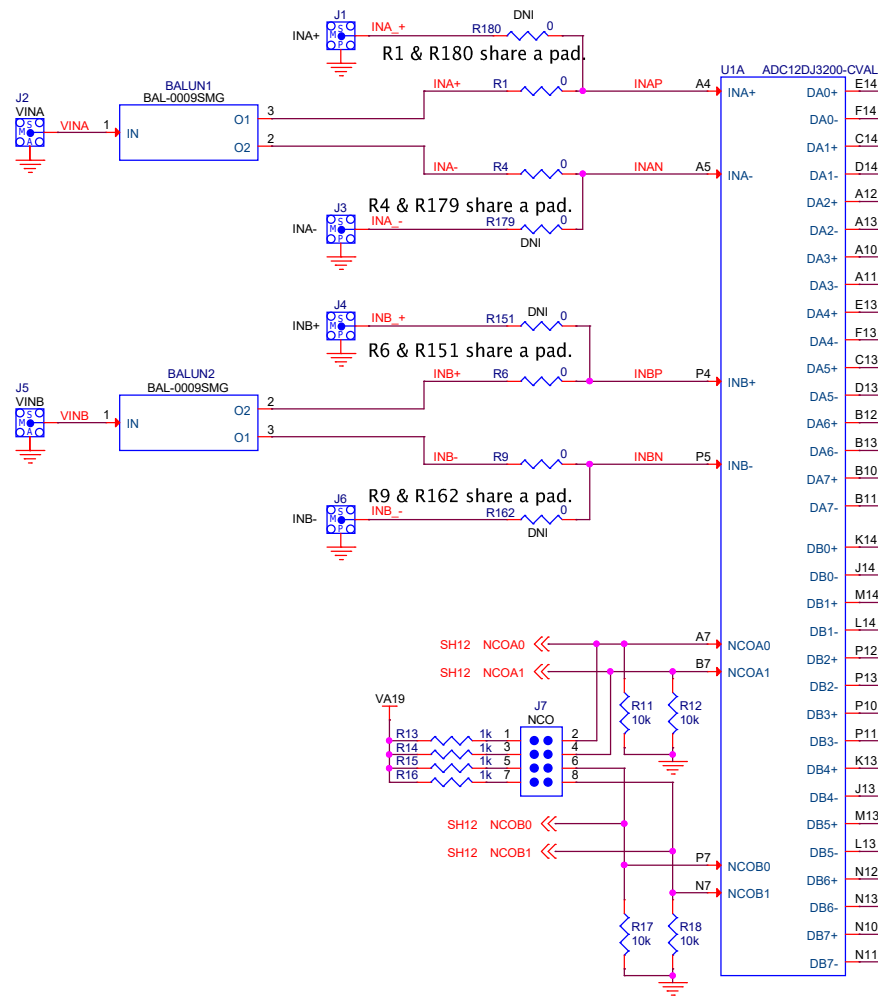 J1 DNI
INA+ INA_+ R180 0
R1 & R180 share a pad.
U1A ADC12DJ3200-CVAL
BALUN1
BAL-0009SMG
INA+ R1 0 INAP A4 INA+ DA0+ E14
J2
VINA
VINA 1 IN O1 3
O2 2
DA0- F14
DA1+ C14
INA- R4 0 INAN A5 INA- DA1- D14
R4 & R179 share a pad.
DA2+ A12
J3
INA- INA_- R179 0
DNI
DA2- A13
DA3+ A10
DA3- A11
J4 DNI
INB+ INB_+ R151 0
DA4+ E13
DA4- F13
R6 & R151 share a pad.
BALUN2
BAL-0009SMG
DA5+ C13
INB+ R6 0 INBP P4 INB+
DA5- D13
J5
VINB
VINB 1 IN O2 2
O1 3
DA6+ B12
DA6- B13
INB- R9 0 INBN P5 INB-
DA7+ B10
R9 & R162 share a pad.
DA7- B11
J6
INB- INB_- R162 0
DNI
DB0+ K14
DB0- J14
DB1+ M14
DB1- L14
SH12 NCOA0 A7 NCOA0
DB2+ P12
SH12 NCOA1 B7 NCOA1
DB2- P13
VA19
J7
NCO
R11
10k
R12
10k
DB3+ P10
R13 1k 1 2
DB3- P11
R14 1k 3 4
R15 1k 5 6
DB4+ K13
R16 1k 7 8
DB4- J13
SH12 NCOB0
DB5+ M13
SH12 NCOB1
DB5- L13
P7 NCOB0
DB6+ N12
N7 NCOB1
DB6- N13
R17
10k
R18
10k
DB7+ N10
DB7- N11